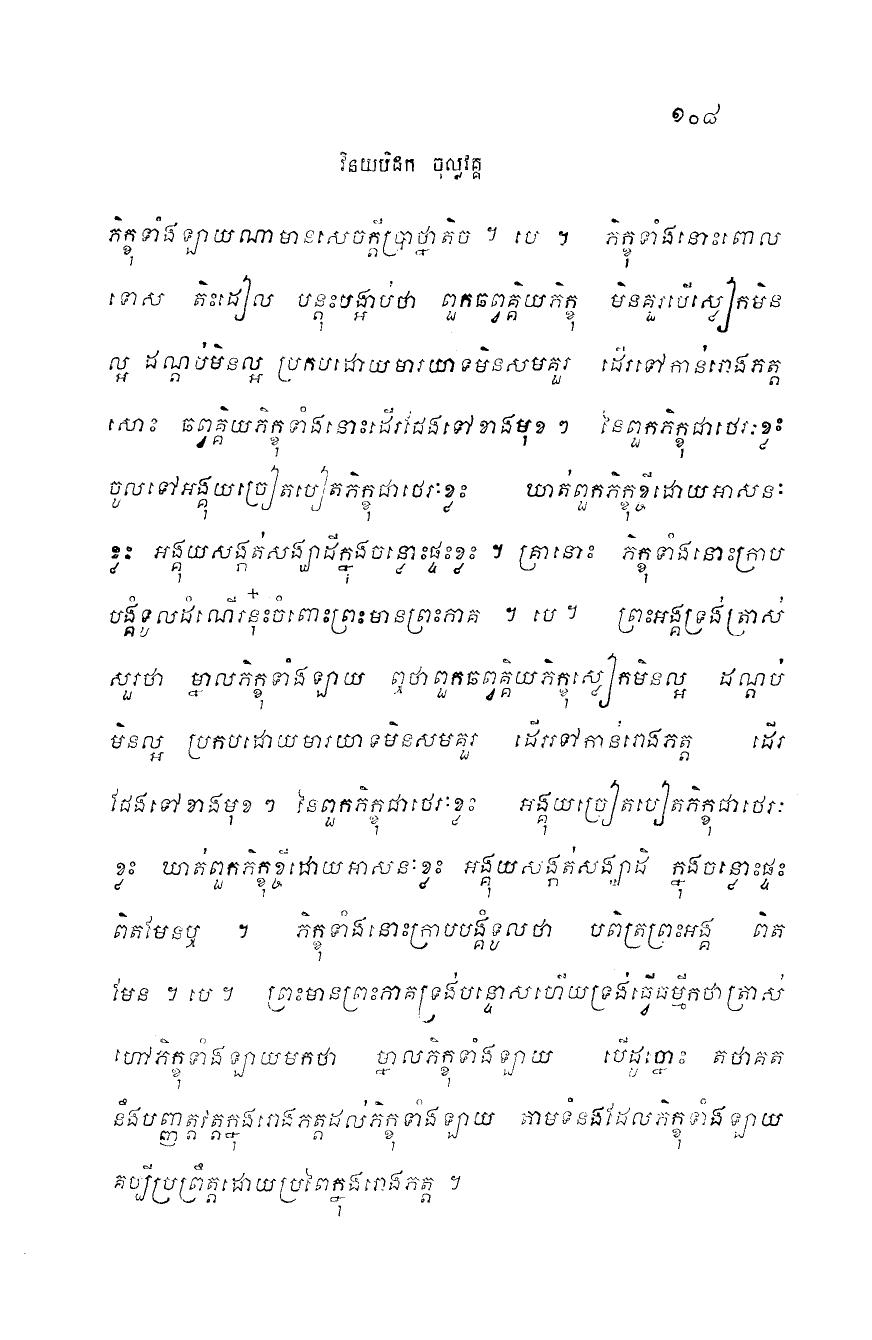 ១០៨
វិនយបិដក ចុល្លវគ្គ
ភិក្ខុទាំងឡាយណាមានសេចក្តីប្រាថ្នាតិច ។ បេ ។ ភិក្ខុទាំងនោះពោល
ទោស តិះដៀល បន្តុះបង្អាប់ថា ពួកឆព្វគ្គិយភិក្ខុ មិនគួរបើស្លៀកមិន
ល្អ ដណ្តប់មិនល្អ ប្រកបដោយមារយាទមិនសមគួរ ដើរទៅកាន់រោងភត្ត
សោះ ឆព្វគ្គិយភិក្ខុទាំងនោះដើរដែងទៅខាងមុខៗ នៃពួកភិក្ខុជាថេរៈខ្លះ
ចូលទៅអង្គុយច្រៀតបៀតភិក្ខុជាថេរៈខ្លះ ឃាត់ពួកភិក្ខុខ្ចីដោយអាសនៈ
ខ្លះ អង្គុយសង្កត់សង្ឃាដីក្នុងចន្លោះផ្ទះខ្លះ ។ គ្រានោះ ភិក្ខុទាំងនោះក្រាប
បង្គំទូលដំណើរនុ៎ះចំពោះព្រះមានព្រះភាគ ។ បេ ។ ព្រះអង្គទ្រង់ត្រាស់
សួរថា ម្នាលភិក្ខុទាំងឡាយ ឮថាពួកឆព្វគ្គិយភិក្ខុស្លៀកមិនល្អ ដណ្តប់
មិនល្អ ប្រកបដោយមារយាទមិនសមគួរ ដើរទៅកាន់រោងភត្ត ដើរ
ដែងទៅខាងមុខៗ នៃពួកភិក្ខុជាថេរៈខ្លះ អង្គុយច្រៀតបៀតភិក្ខុជាថេរៈ
ខ្លះ ឃាត់ពួកភិក្ខុខ្ចីដោយអាសនៈខ្លះ អង្គុយសង្កត់សង្ឃាដិ ក្នុងចន្លោះផ្ទះ
ពិតមែនឬ ។ ភិក្ខុទាំងនោះក្រាបបង្គំទូលថា បពិត្រព្រះអង្គ ពិត
មែន ។ បេ ។ ព្រះមានព្រះភាគទ្រង់បន្ទោសហើយទ្រង់ធ្វើធម្មីកថាត្រាស់
ហៅភិក្ខុទាំងឡាយមកថា ម្នាលភិក្ខុទាំងឡាយ បើដូច្នោះ តថាគត
នឹងបញ្ញត្តវត្តក្នុងរោងភត្តដល់ភិក្ខុទាំងឡាយ តាមទំនងដែលភិក្ខុទាំងឡាយ
គប្បីប្រព្រឹត្តដោយប្រពៃក្នុងរោងភត្ត ។